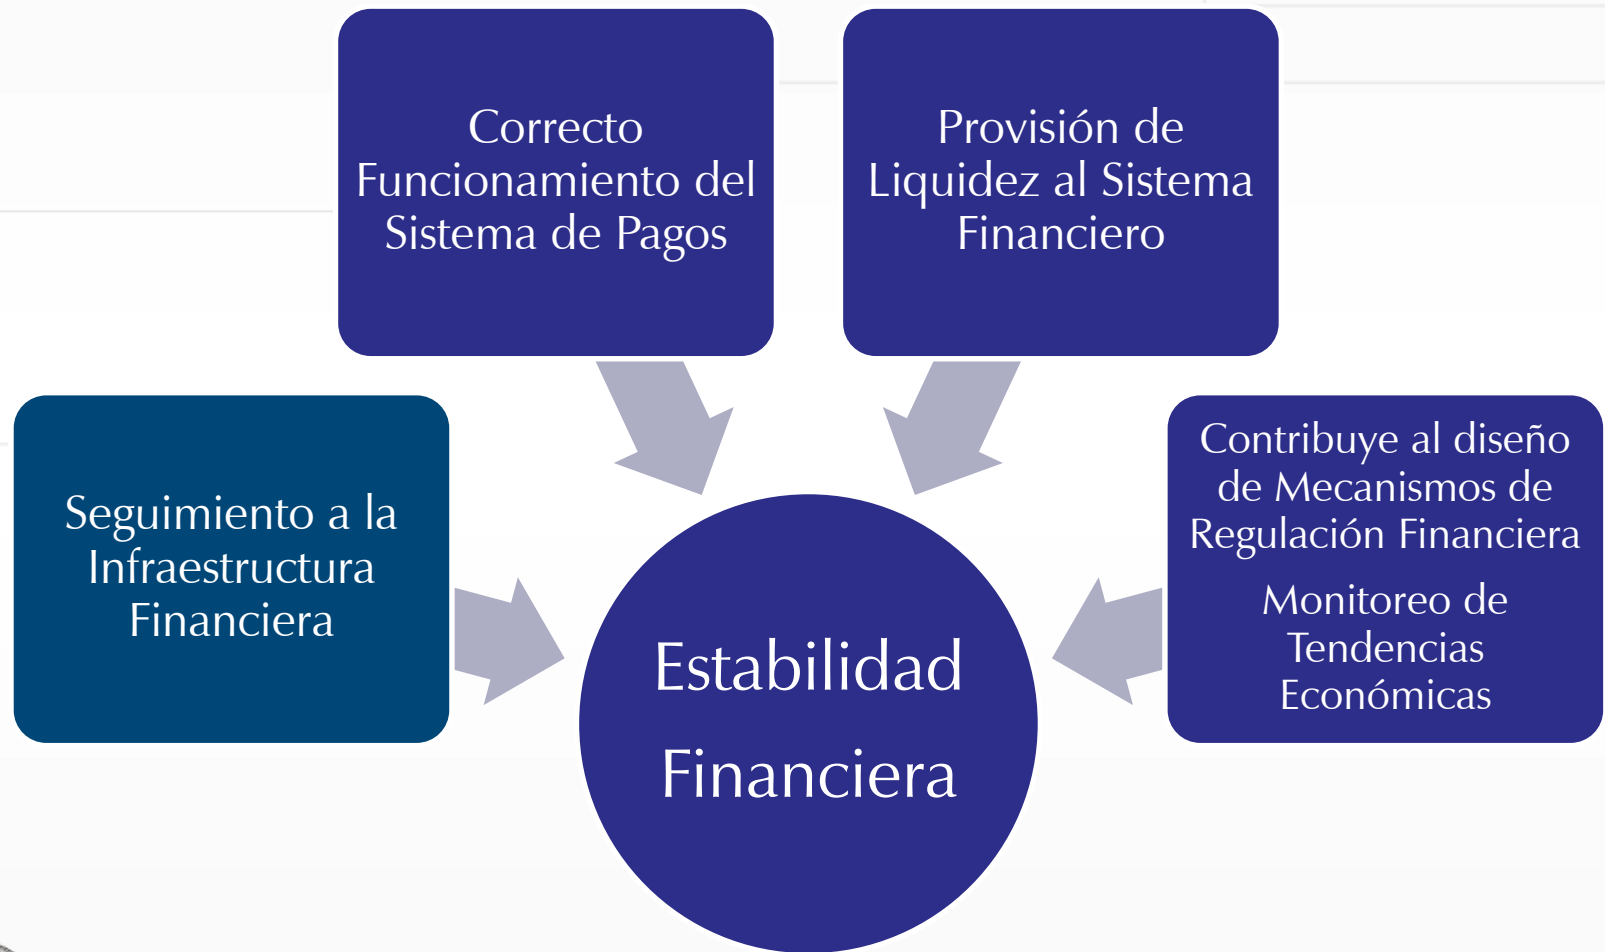 Correcto
Funcionamiento del
Sistema de Pagos
Provisión de
Liquidez al Sistema
Financiero
Seguimiento a la
Infraestructura
Financiera
Contribuye al diseño
de Mecanismos de
Regulación Financiera
Monitoreo de
Tendencias
Económicas
Estabilidad
Financiera